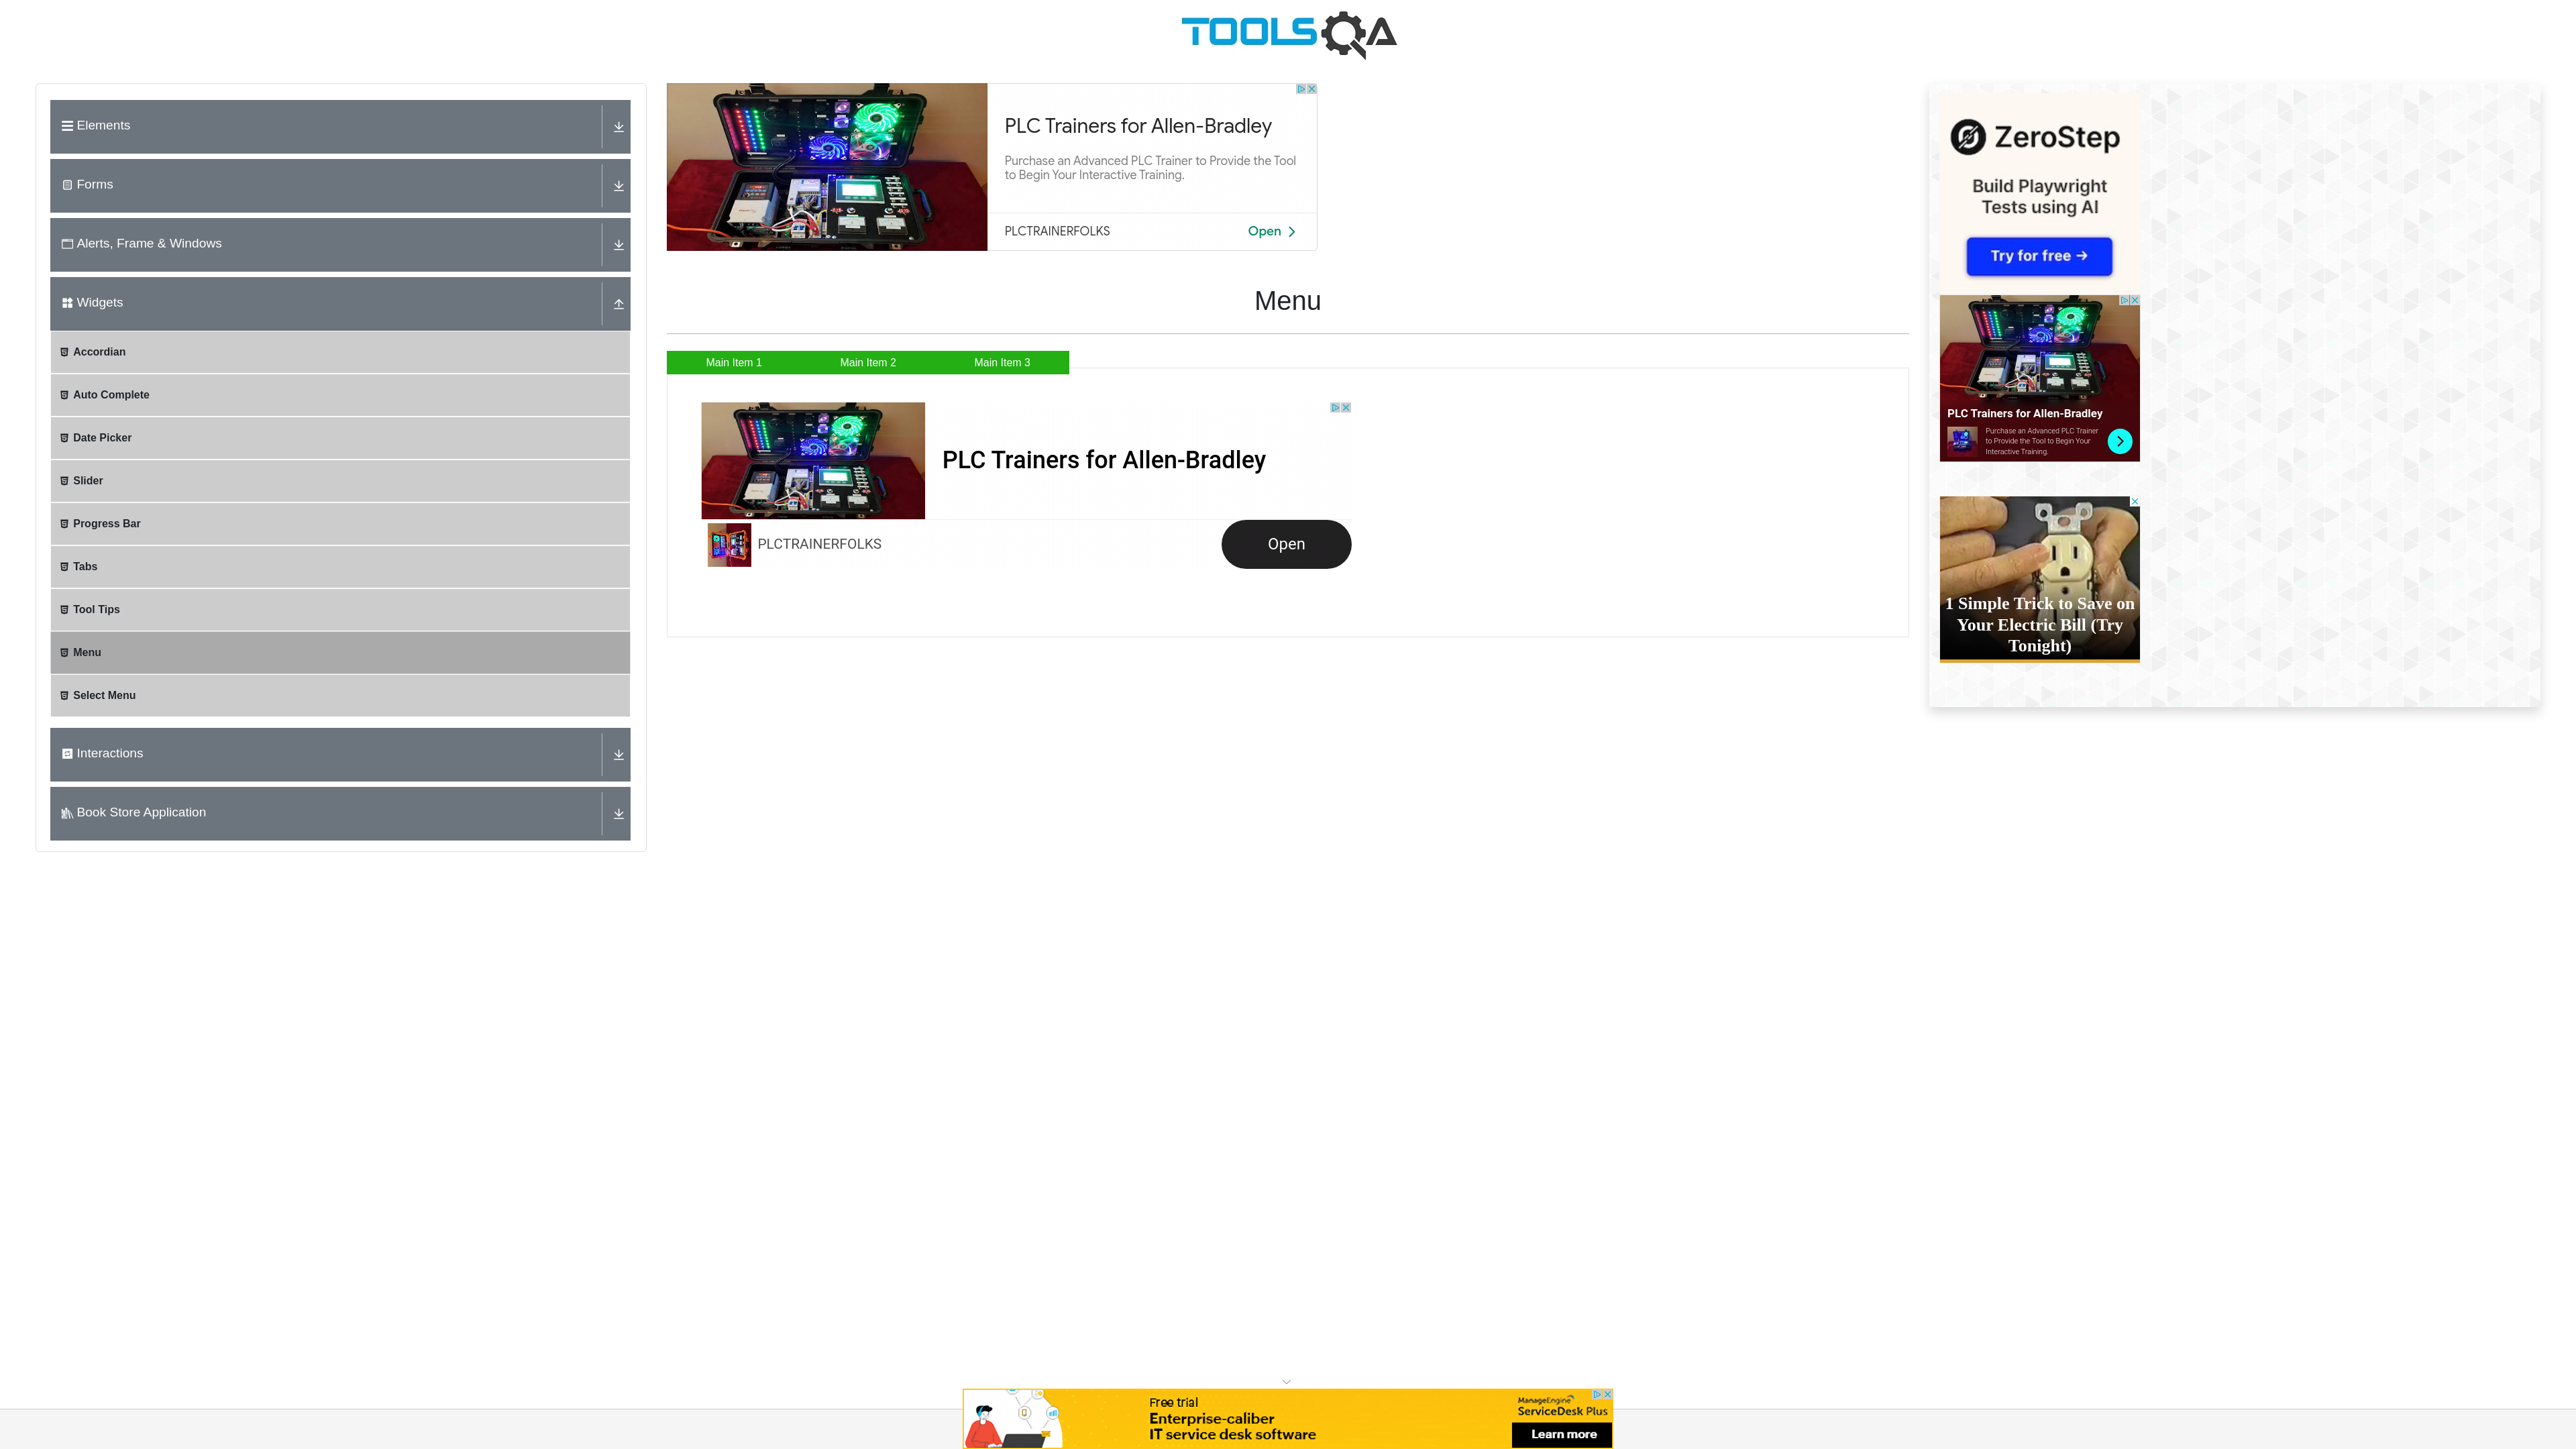 TOOLSQA
Elements
Forms
Alerts, Frame & Windows
Widgets
Accordian
Auto Complete
Date Picker
Slider
Progress Bar
Tabs
Tool Tips
Menu
Select Menu
Interactions
Book Store Application
PLC Trainers for Allen-Bradley
Purchase an Advanced PLC Trainer to Provide the Tool
to Begin Your Interactive Training.
PLCTRAINERFOLKS
Open
Menu
Main Item 1
Main Item 2
Main Item 3
PLC Trainers for Allen-Bradley
PLCTRAINERFOLKS
Open
ZeroStep
Build Playwright
Tests using AI
Try for free →
PLC Trainers for Allen-Bradley
Purchase an Advanced PLC Trainer
to Provide the Tool to Begin Your
Interactive Training.
1 Simple Trick to Save on
Your Electric Bill (Try
Tonight)
Free trial
Enterprise-caliber
IT service desk software
ManageEngine
ServiceDesk Plus
Learn more